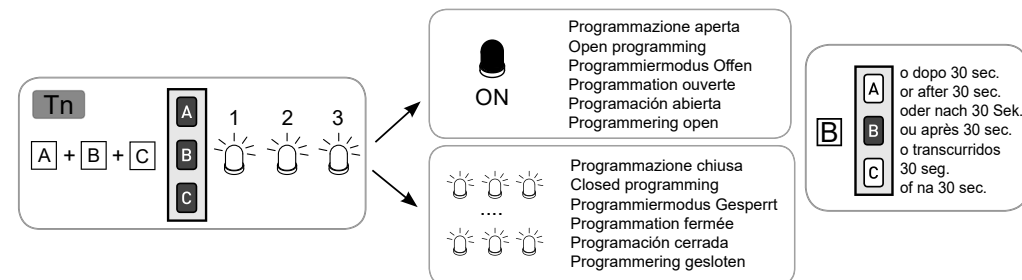 Tn
A + B + C
A
B
C
1 2 3
ON
Programmazione aperta
Open programming
Programmiermodus Offen
Programmation ouverte
Programación abierta
Programmering open
....
Programmazione chiusa
Closed programming
Programmiermodus Gesperrt
Programmation fermée
Programación cerrada
Programmering gesloten
B
A
B
C
o dopo 30 sec.
or after 30 sec.
oder nach 30 Sek.
ou après 30 sec.
o transcurridos
30 seg.
of na 30 sec.